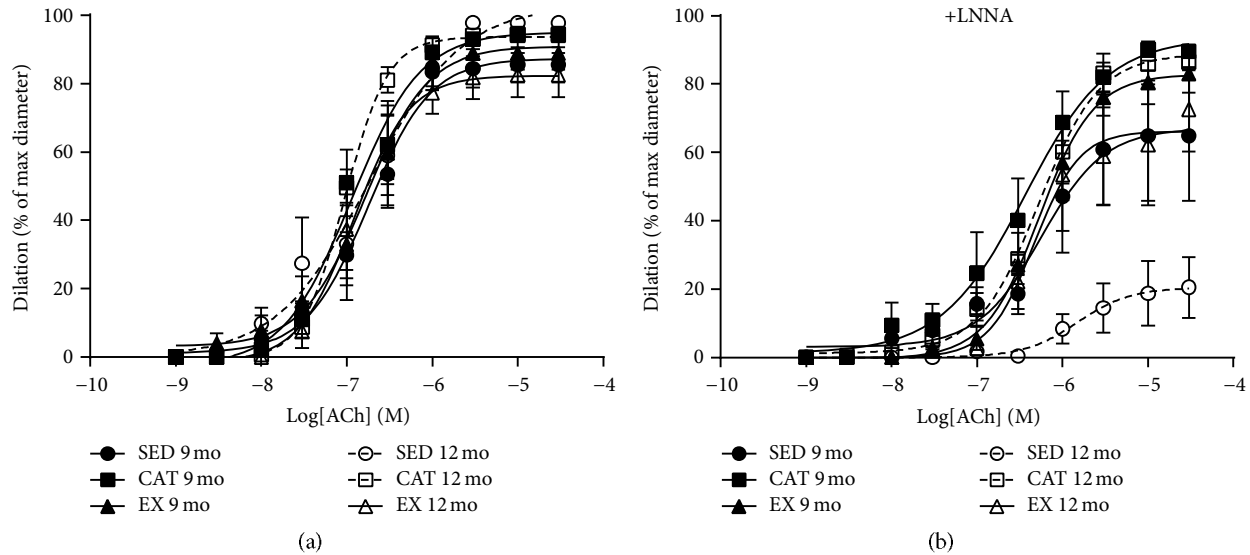 100
80
60
40
20
0
Dilation (% of max diameter)
−10 −9 −8 −7 −6 −5 −4
Log[ACh] (M)
SED 9 mo SED 12 mo
CAT 9 mo CAT 12 mo
EX 9 mo EX 12 mo
(a)
+LNNA
100
80
60
40
20
0
Dilation (% of max diameter)
−10 −9 −8 −7 −6 −5 −4
Log[ACh] (M)
SED 9 mo SED 12 mo
CAT 9 mo CAT 12 mo
EX 9 mo EX 12 mo
(b)